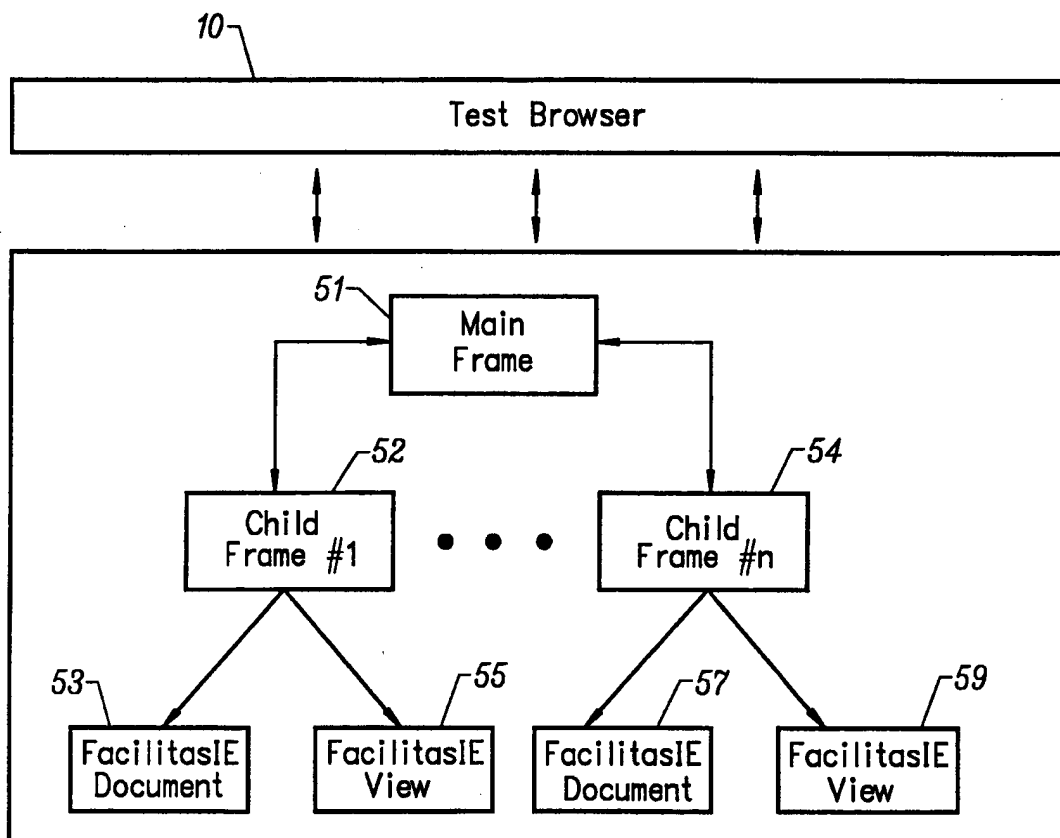 10
Test Browser
51
Main
Frame
52
54
Child
Frame #1
Child
Frame #n
53
55
57
59
FacilitasIE
Document
FacilitasIE
View
FacilitasIE
Document
FacilitasIE
View